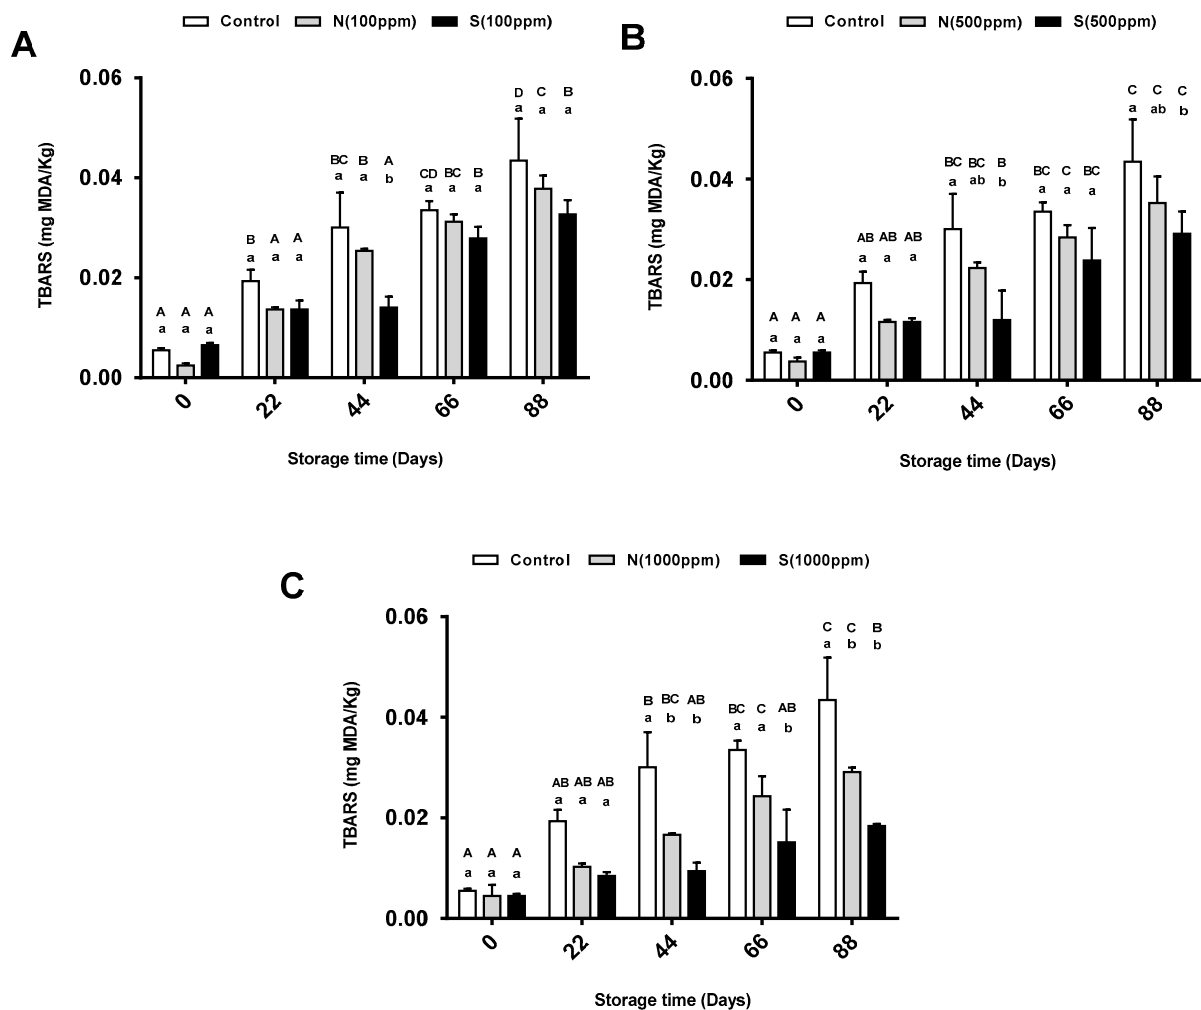 A
Control N(100ppm) S(100ppm)
TBARS (mg MDA/Kg)
0.06
0.04
0.02
0.00
A A A
a a a
B A A
a a a
BC B A
a a b
CD BC B
a a a
D C B
a a a
0 22 44 66 88
Storage time (Days)
B
Control N(500ppm) S(500ppm)
TBARS (mg MDA/Kg)
0.06
0.04
0.02
0.00
A A A
a a a
AB AB AB
a a a
BC BC B
a ab b
BC C BC
a a a
C C C
a ab b
0 22 44 66 88
Storage time (Days)
C
Control N(1000ppm) S(1000ppm)
TBARS (mg MDA/Kg)
0.06
0.04
0.02
0.00
A A A
a a a
AB AB AB
a a a
B BC AB
a b b
BC C AB
a a b
C C B
a b b
0 22 44 66 88
Storage time (Days)